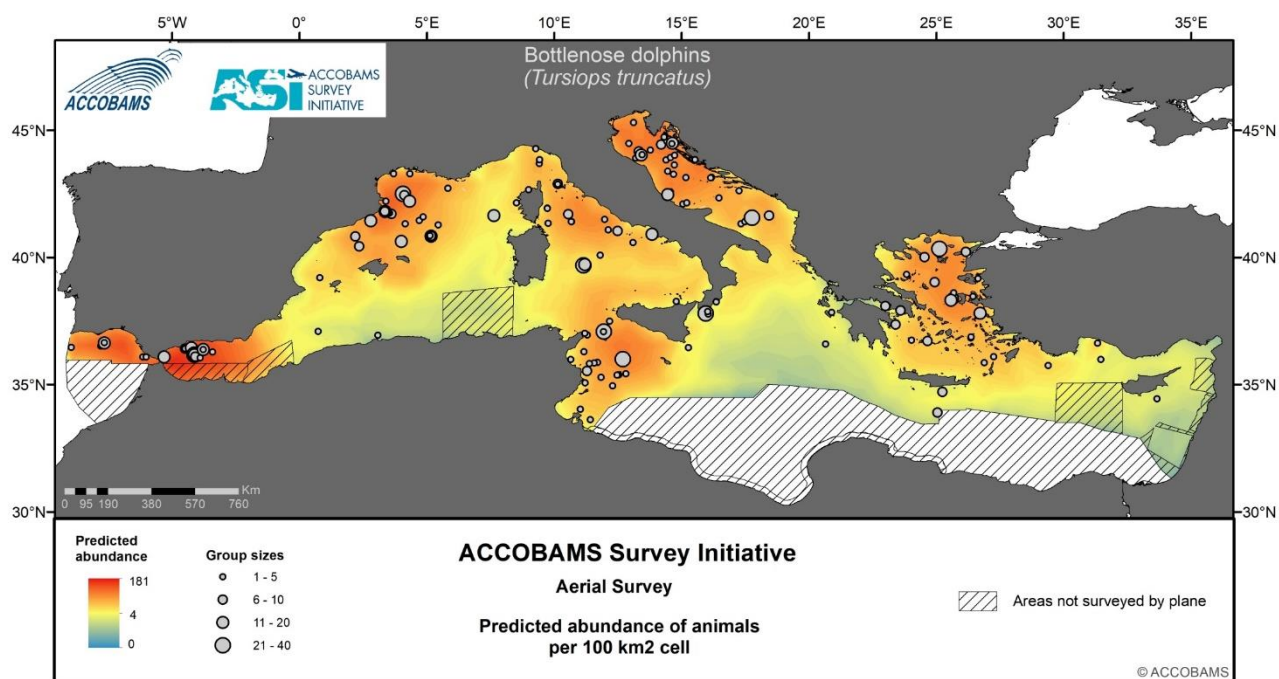 5°W 0° 5°E 10°E 15°E 20°E 25°E 30°E 35°E
Bottlenose dolphins
(Tursiops truncatus)
ACCOBAMS
ASI
ACCOBAMS
SURVEY
INITIATIVE
45°N 45°N
40°N 40°N
35°N 35°N
30°N 30°N
Km
0 95 190 380 570 760
Predicted
abundance
181
4
0
Group sizes
1 - 5
6 - 10
11 - 20
21 - 40
ACCOBAMS Survey Initiative
Aerial Survey
Predicted abundance of animals
per 100 km2 cell
Areas not surveyed by plane
© ACCOBAMS